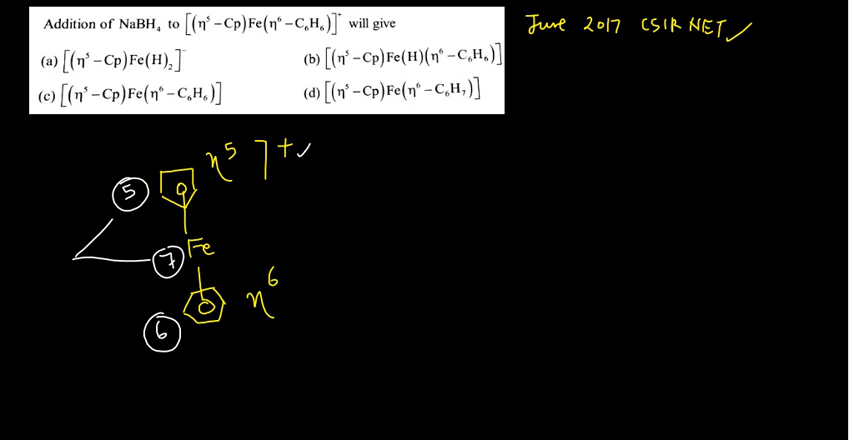 Addition of NaBH₄ to [(η⁵ – Cp)Fe(η⁶ – C₆H₆)]⁺ will give
(a) [(η⁵ – Cp)Fe(H)₂]⁻
(b) [(η⁵ – Cp)Fe(H)(η⁶ – C₆H₆)]
(c) [(η⁵ – Cp)Fe(η⁶ – C₆H₆)]
(d) [(η⁵ – Cp)Fe(η⁶ – C₆H₇)]
June 2017 CSIR NET ✓
η⁵ ]+ ✓
5
7 Fe
η⁶
6